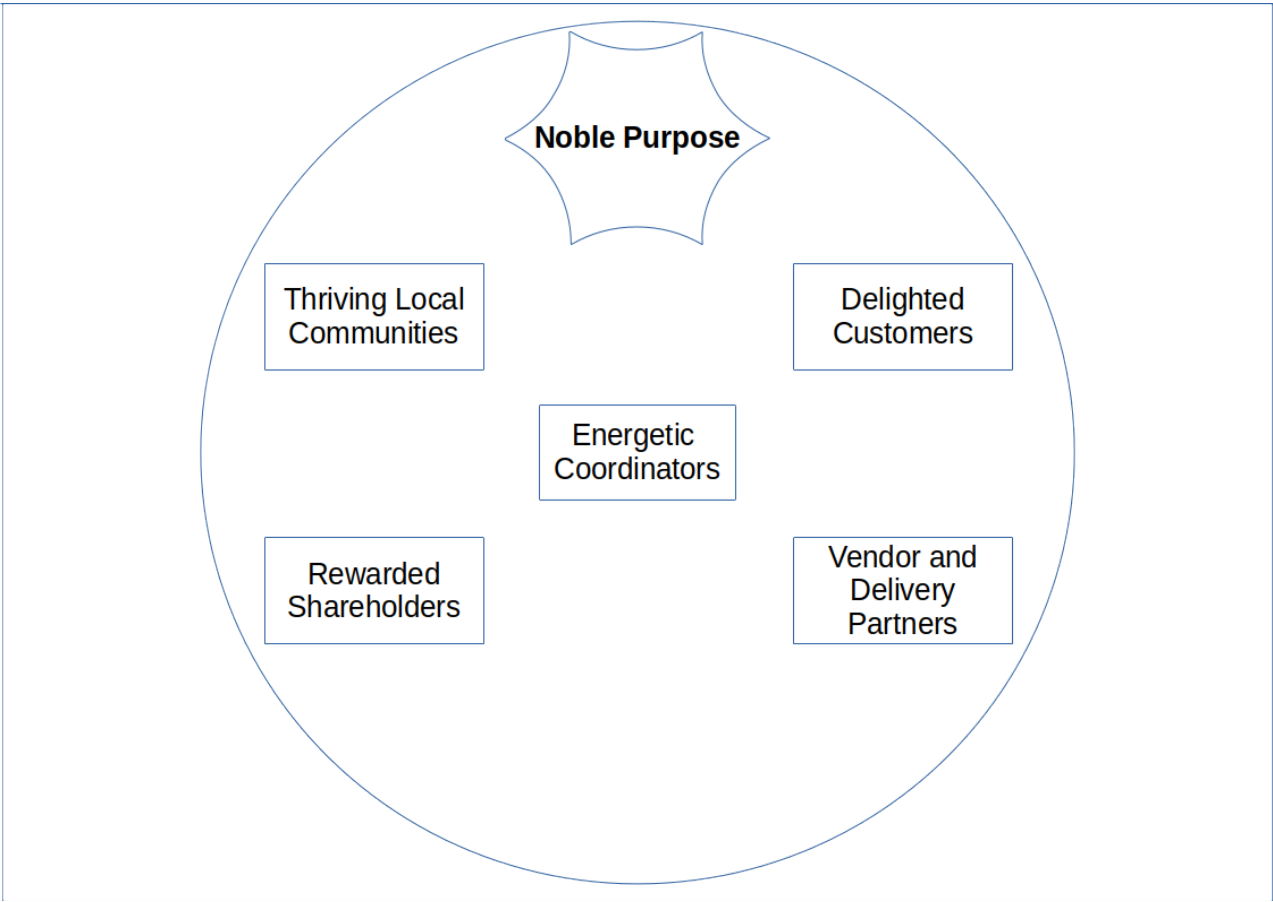 Noble Purpose
Thriving Local
Communities
Delighted
Customers
Energetic
Coordinators
Rewarded
Shareholders
Vendor and
Delivery
Partners